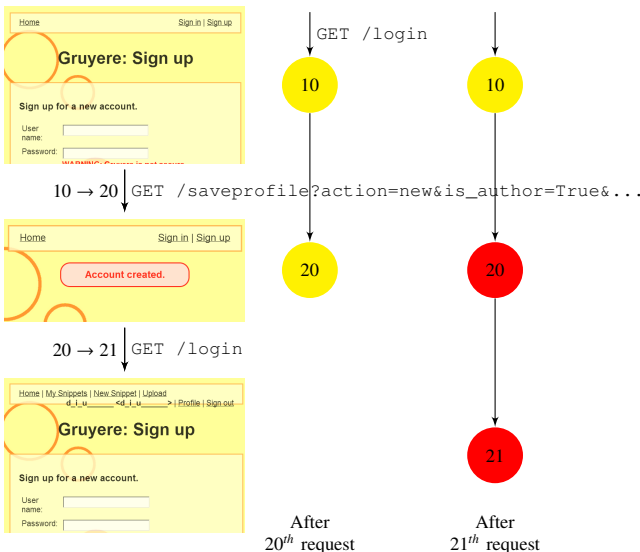 Home Sign in | Sign up
Gruyere: Sign up
Sign up for a new account.
User name:
Password:
10 → 20 GET /saveprofile?action=new&is_author=True&...
Home Sign in | Sign up
Account created.
20 → 21 GET /login
Home | My Snippets | New Snippet | Upload
d_i_u______ <d_i_u______> | Profile | Sign out
Gruyere: Sign up
Sign up for a new account.
User name:
Password:
GET /login
10
20
After
20th request
10
20
21
After
21th request